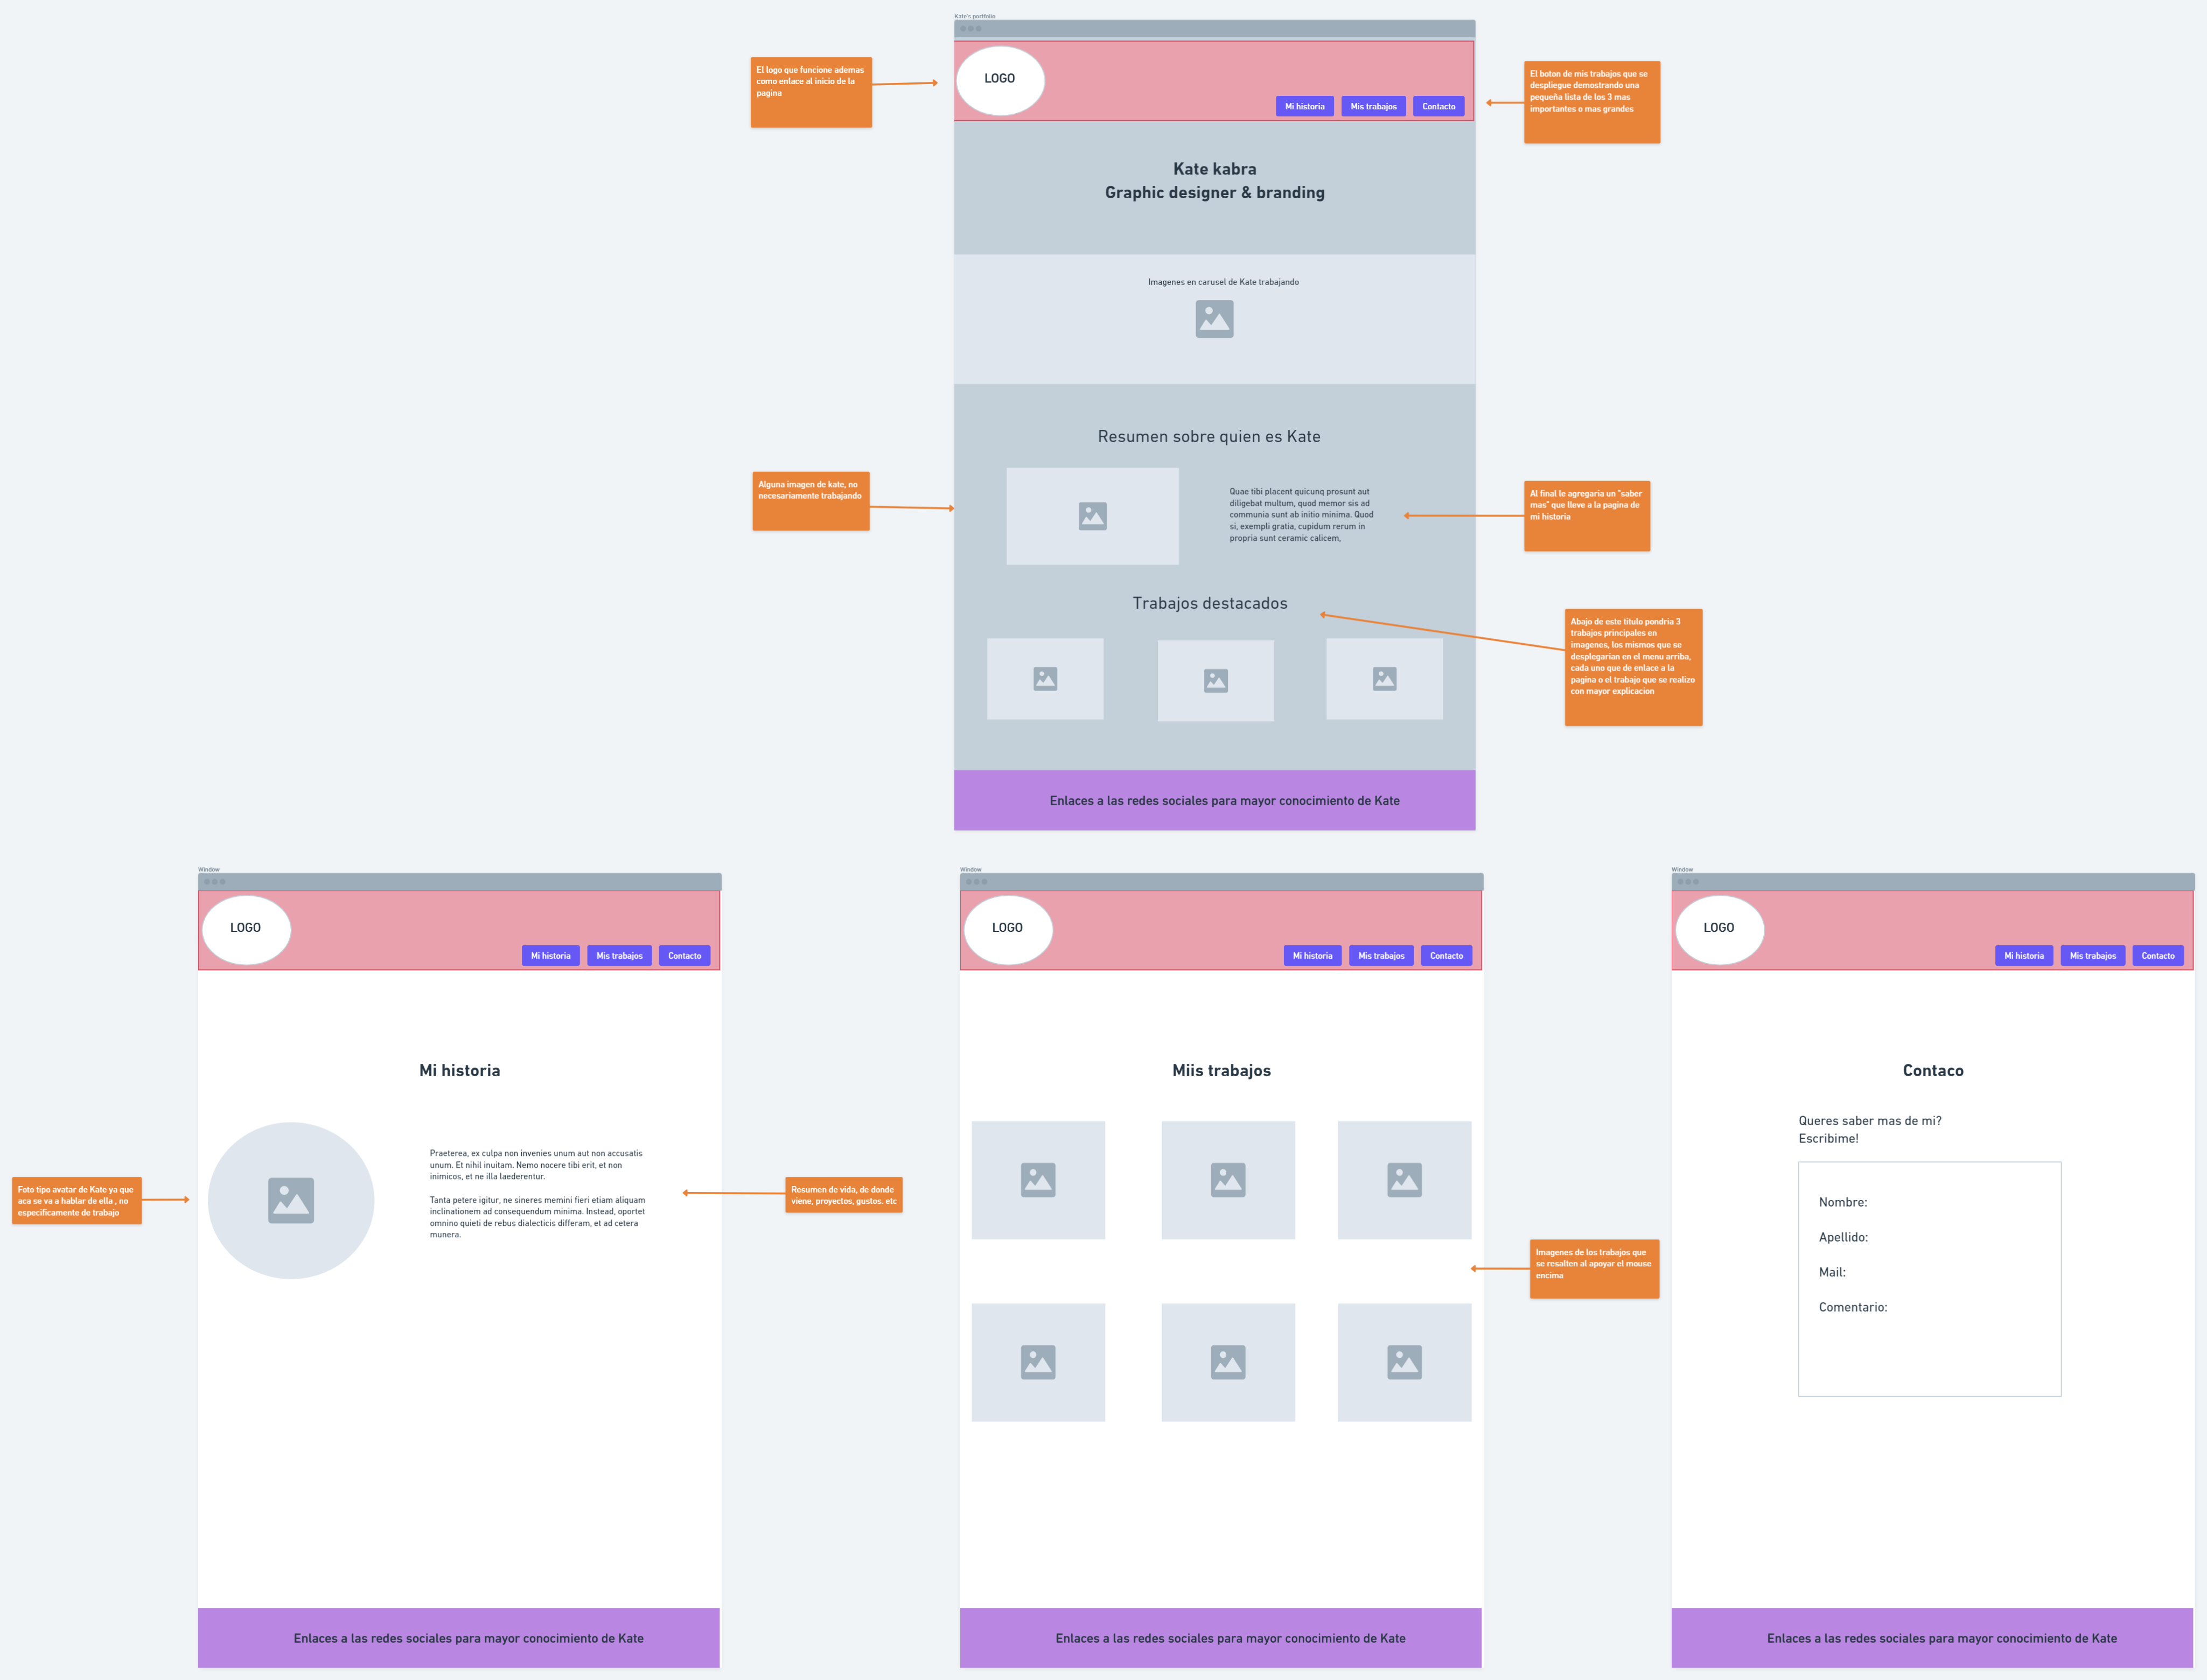 Kate's portfolio
El logo que funcione ademas
como enlace al inicio de la
pagina
LOGO
Mi historia
Mis trabajos
Contacto
El boton de mis trabajos que se
despliegue demostrando una
pequeña lista de los 3 mas
importantes o mas grandes
Kate kabra
Graphic designer & branding
Imagenes en carusel de Kate trabajando
Resumen sobre quien es Kate
Alguna imagen de kate, no
necesariamente trabajando
Quae tibi placent quicunq prosunt aut
diligebat multum, quod memor sis ad
communia sunt ab initio minima. Quod
si, exempli gratia, cupidum rerum in
propria sunt ceramic calicem,
Al final le agregaria un "saber
mas" que lleve a la pagina de
mi historia
Trabajos destacados
Abajo de este titulo pondria 3
trabajos principales en
imagenes, los mismos que se
desplegarian en el menu arriba,
cada uno que de enlace a la
pagina o el trabajo que se realizo
con mayor explicacion
Enlaces a las redes sociales para mayor conocimiento de Kate
Window
LOGO
Mi historia
Mis trabajos
Contacto
Mi historia
Foto tipo avatar de Kate ya que
aca se va a hablar de ella , no
especificamente de trabajo
Praeterea, ex culpa non invenies unum aut non accusatis
unum. Et nihil inuitam. Nemo nocere tibi erit, et non
inimicos, et ne illa laederentur.
Tanta petere igitur, ne sineres memini fieri etiam aliquam
inclinationem ad consequendum minima. Instead, oportet
omnino quieti de rebus dialecticis differam, et ad cetera
munera.
Resumen de vida, de donde
viene, proyectos, gustos. etc
Enlaces a las redes sociales para mayor conocimiento de Kate
Window
LOGO
Mi historia
Mis trabajos
Contacto
Miis trabajos
Imagenes de los trabajos que
se resalten al apoyar el mouse
encima
Enlaces a las redes sociales para mayor conocimiento de Kate
Window
LOGO
Mi historia
Mis trabajos
Contacto
Contaco
Queres saber mas de mi?
Escribime!
Nombre:
Apellido:
Mail:
Comentario:
Enlaces a las redes sociales para mayor conocimiento de Kate